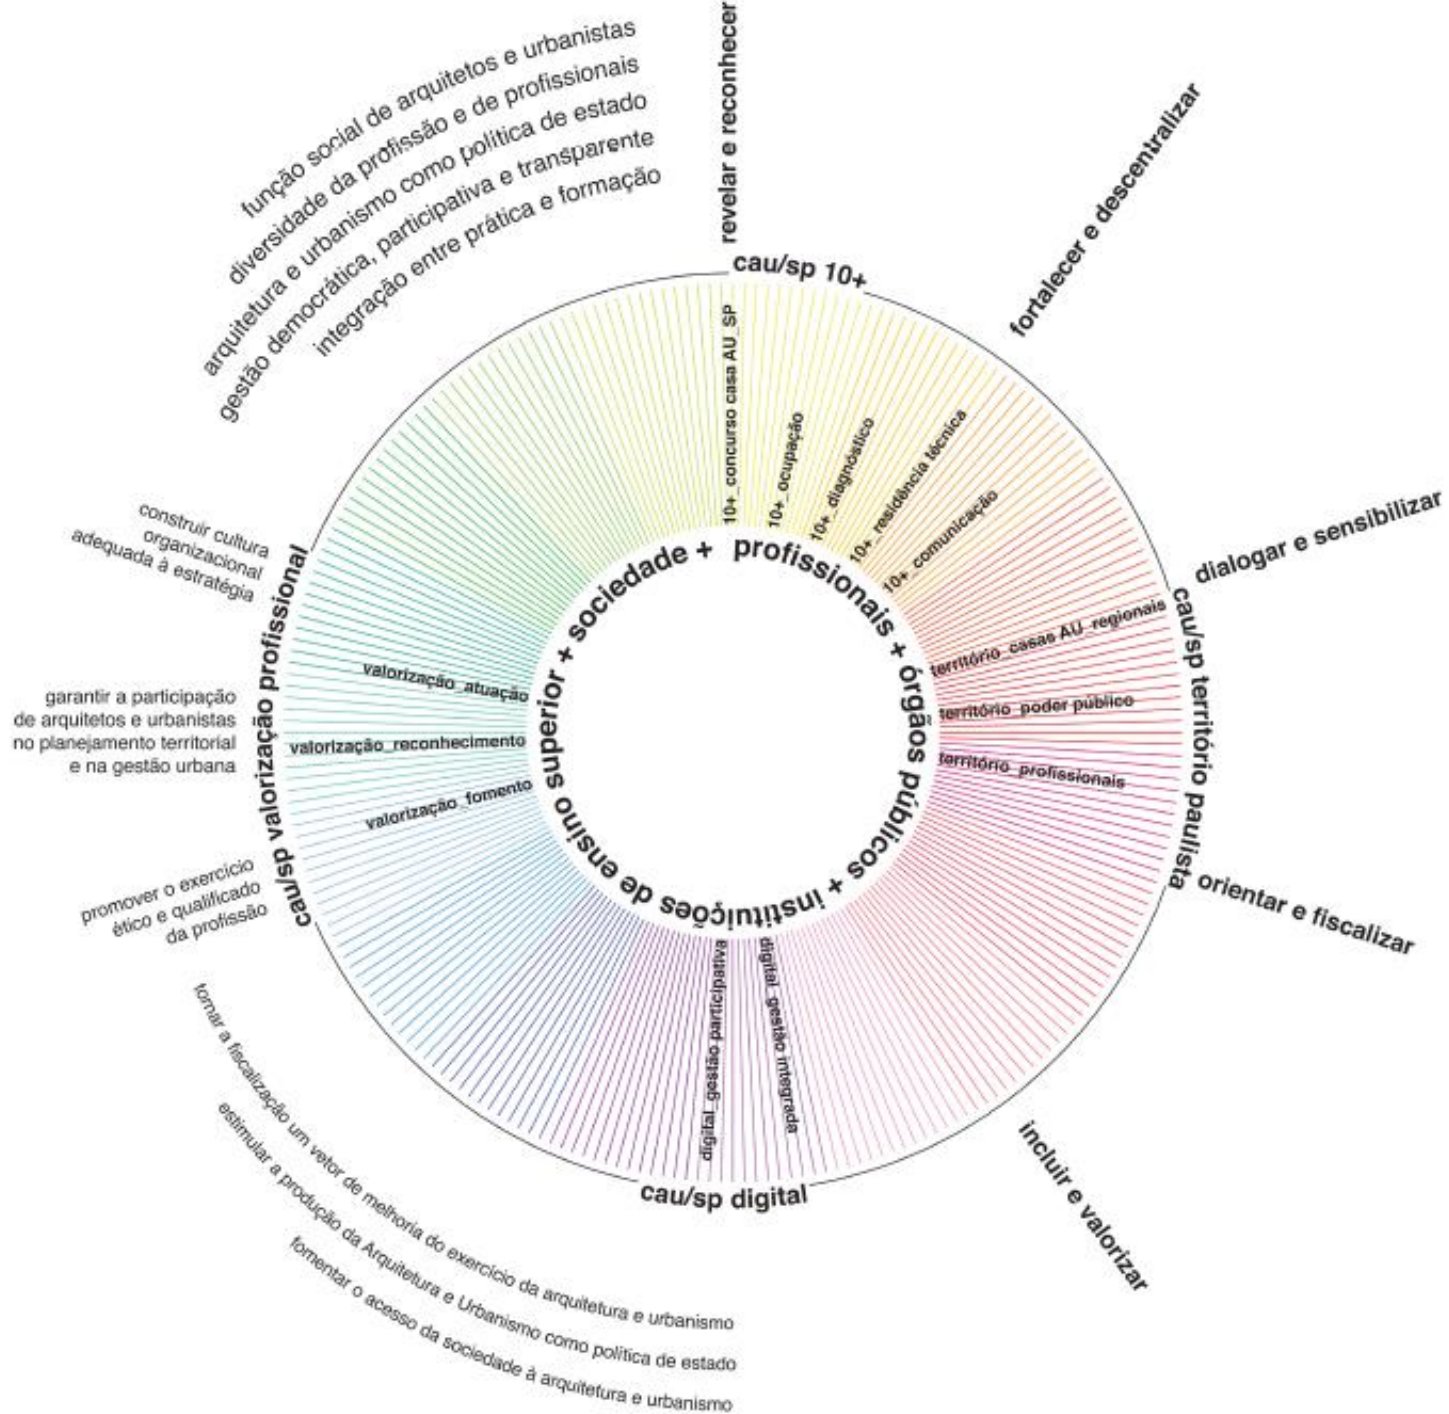 função social de arquitetos e urbanistas
diversidade da profissão e de profissionais
arquitetura e urbanismo como política de estado
gestão democrática, participativa e transparente
integração entre prática e formação
revelar e reconhecer
fortalecer e descentralizar
dialogar e sensibilizar
orientar e fiscalizar
incluir e valorizar
cau/sp 10+
10+_concurso casa AU_SP
10+_ocupação
10+_diagnóstico
10+_residência técnica
10+_comunicação
cau/sp território paulista
território_casas AU_regionais
território_poder público
território_profissionais
cau/sp digital
digital_gestão integrada
digital_gestão participativa
cau/sp valorização profissional
valorização_atuação
valorização_reconhecimento
valorização_fomento
profissionais + órgãos públicos + instituições de ensino superior + sociedade +
construir cultura
organizacional
adequada à estratégia
garantir a participação
de arquitetos e urbanistas
no planejamento territorial
e na gestão urbana
promover o exercício
ético e qualificado
da profissão
tornar a fiscalização um vetor de melhoria do exercício da arquitetura e urbanismo
estimular a produção da Arquitetura e Urbanismo como política de estado
fomentar o acesso da sociedade à arquitetura e urbanismo